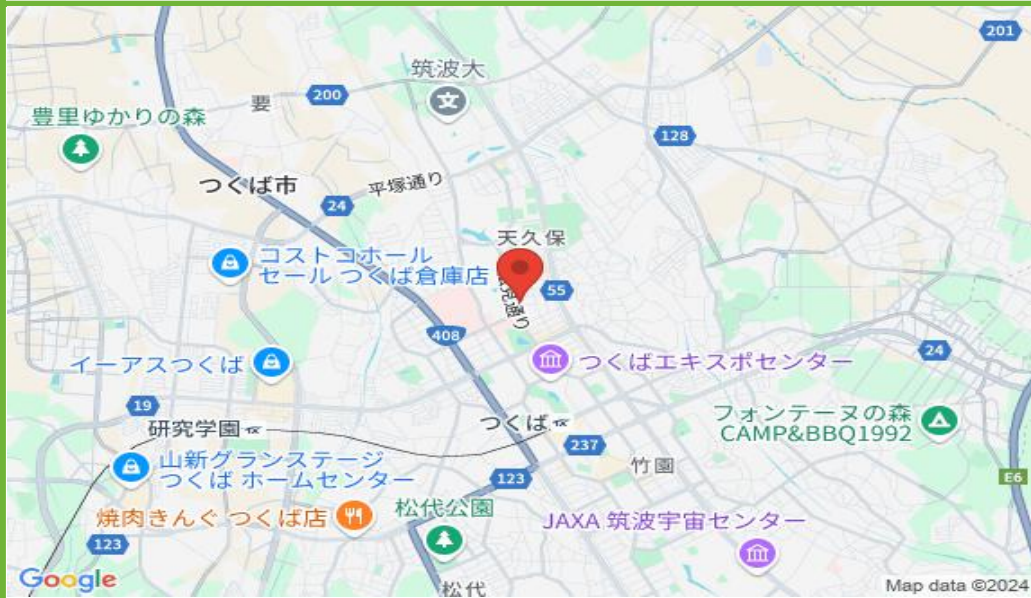 201
筑波大
要
200
豊里ゆかりの森
128
つくば市
平塚通り
24
天久保
コストコホール
セール つくば倉庫店
55
通り
408
イーアスつくば
つくばエキスポセンター
24
19
研究学園
つくば
フォンテーヌの森
CAMP&BBQ1992
237
山新グランステージ
つくば ホームセンター
竹園
123
E6
焼肉きんぐ つくば店
松代公園
JAXA 筑波宇宙センター
123
Google
松代
Map data ©2024